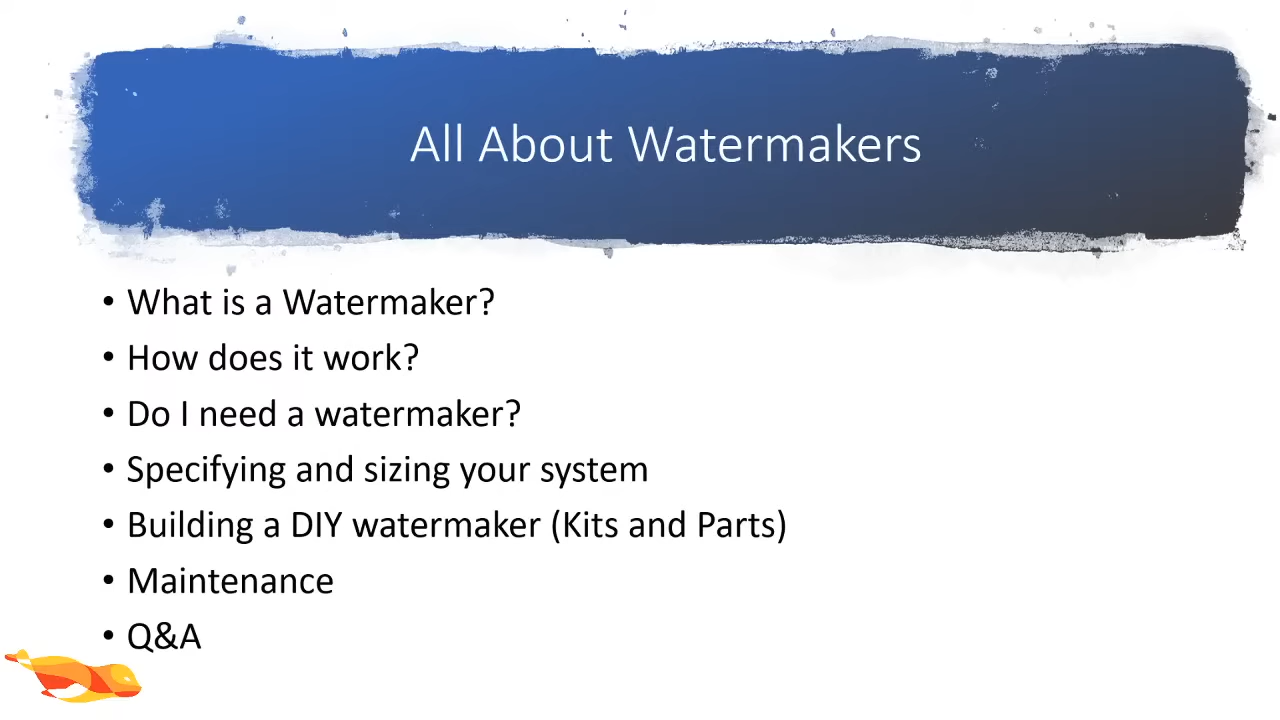 All About Watermakers
• What is a Watermaker?
• How does it work?
• Do I need a watermaker?
• Specifying and sizing your system
• Building a DIY watermaker (Kits and Parts)
• Maintenance
• Q&A